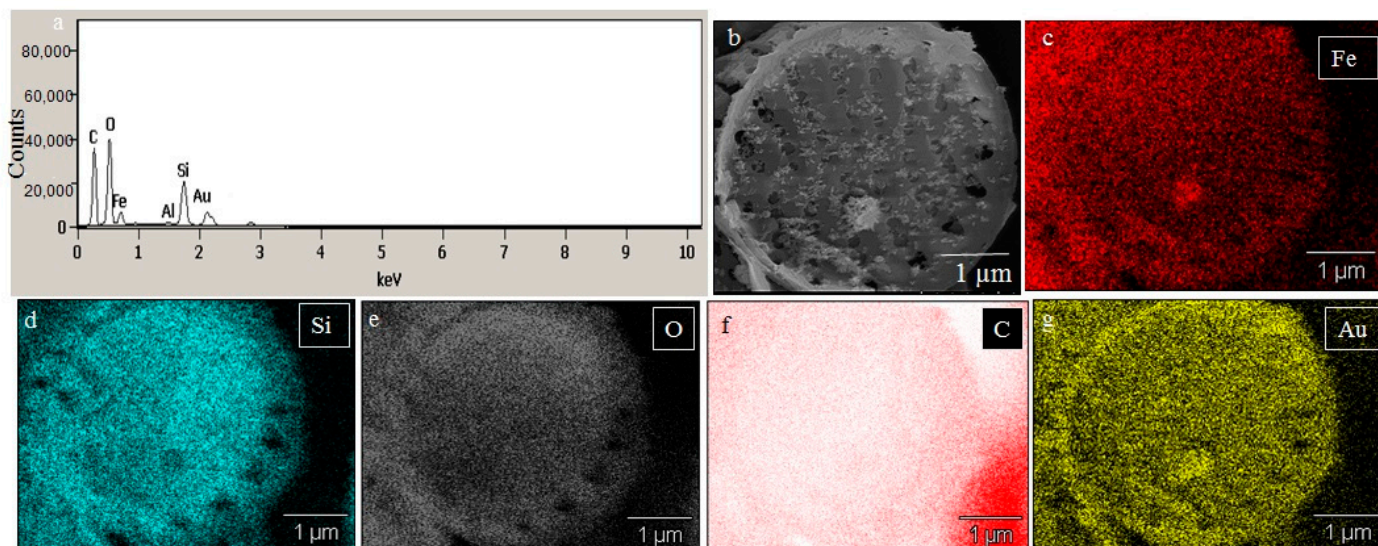 a
80,000
60,000
40,000
20,000
0
Counts
C
O
Fe
Al
Si
Au
0 1 2 3 4 5 6 7 8 9 10
keV
b
1 µm
c
Fe
1 µm
d
Si
1 µm
e
O
1 µm
f
C
1 µm
g
Au
1 µm